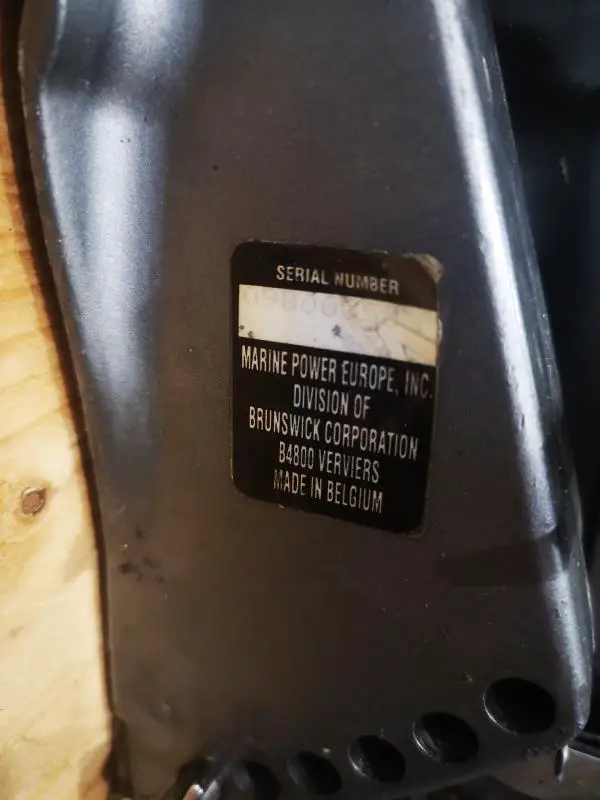 SERIAL NUMBER
MARINE POWER EUROPE, INC.
DIVISION OF
BRUNSWICK CORPORATION
B4800 VERVIERS
MADE IN BELGIUM